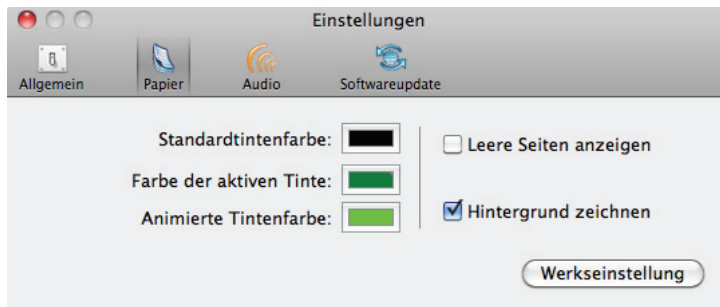 Einstellungen
Allgemein Papier Audio Softwareupdate
Standardtintenfarbe:
Leere Seiten anzeigen
Farbe der aktiven Tinte:
Animierte Tintenfarbe:
Hintergrund zeichnen
Werkseinstellung